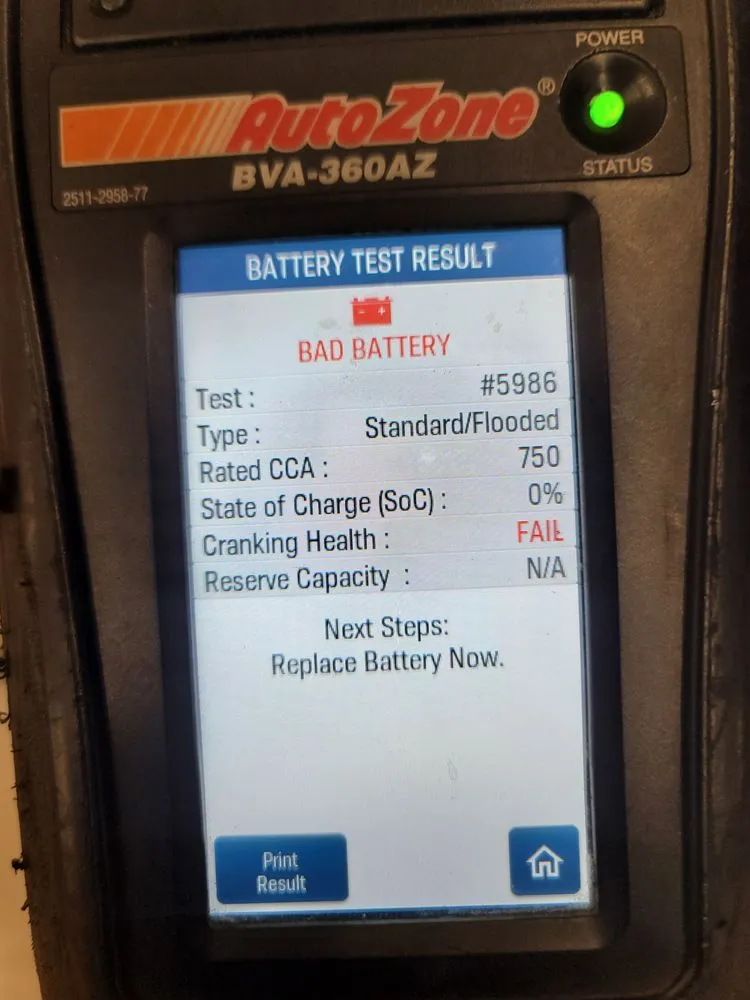 POWER
AutoZone®
BVA-360AZ
STATUS
2511-2958-77
BATTERY TEST RESULT
BAD BATTERY
Test : #5986
Type : Standard/Flooded
Rated CCA : 750
State of Charge (SoC) : 0%
Cranking Health : FAIL
Reserve Capacity : N/A
Next Steps:
Replace Battery Now.
Print
Result